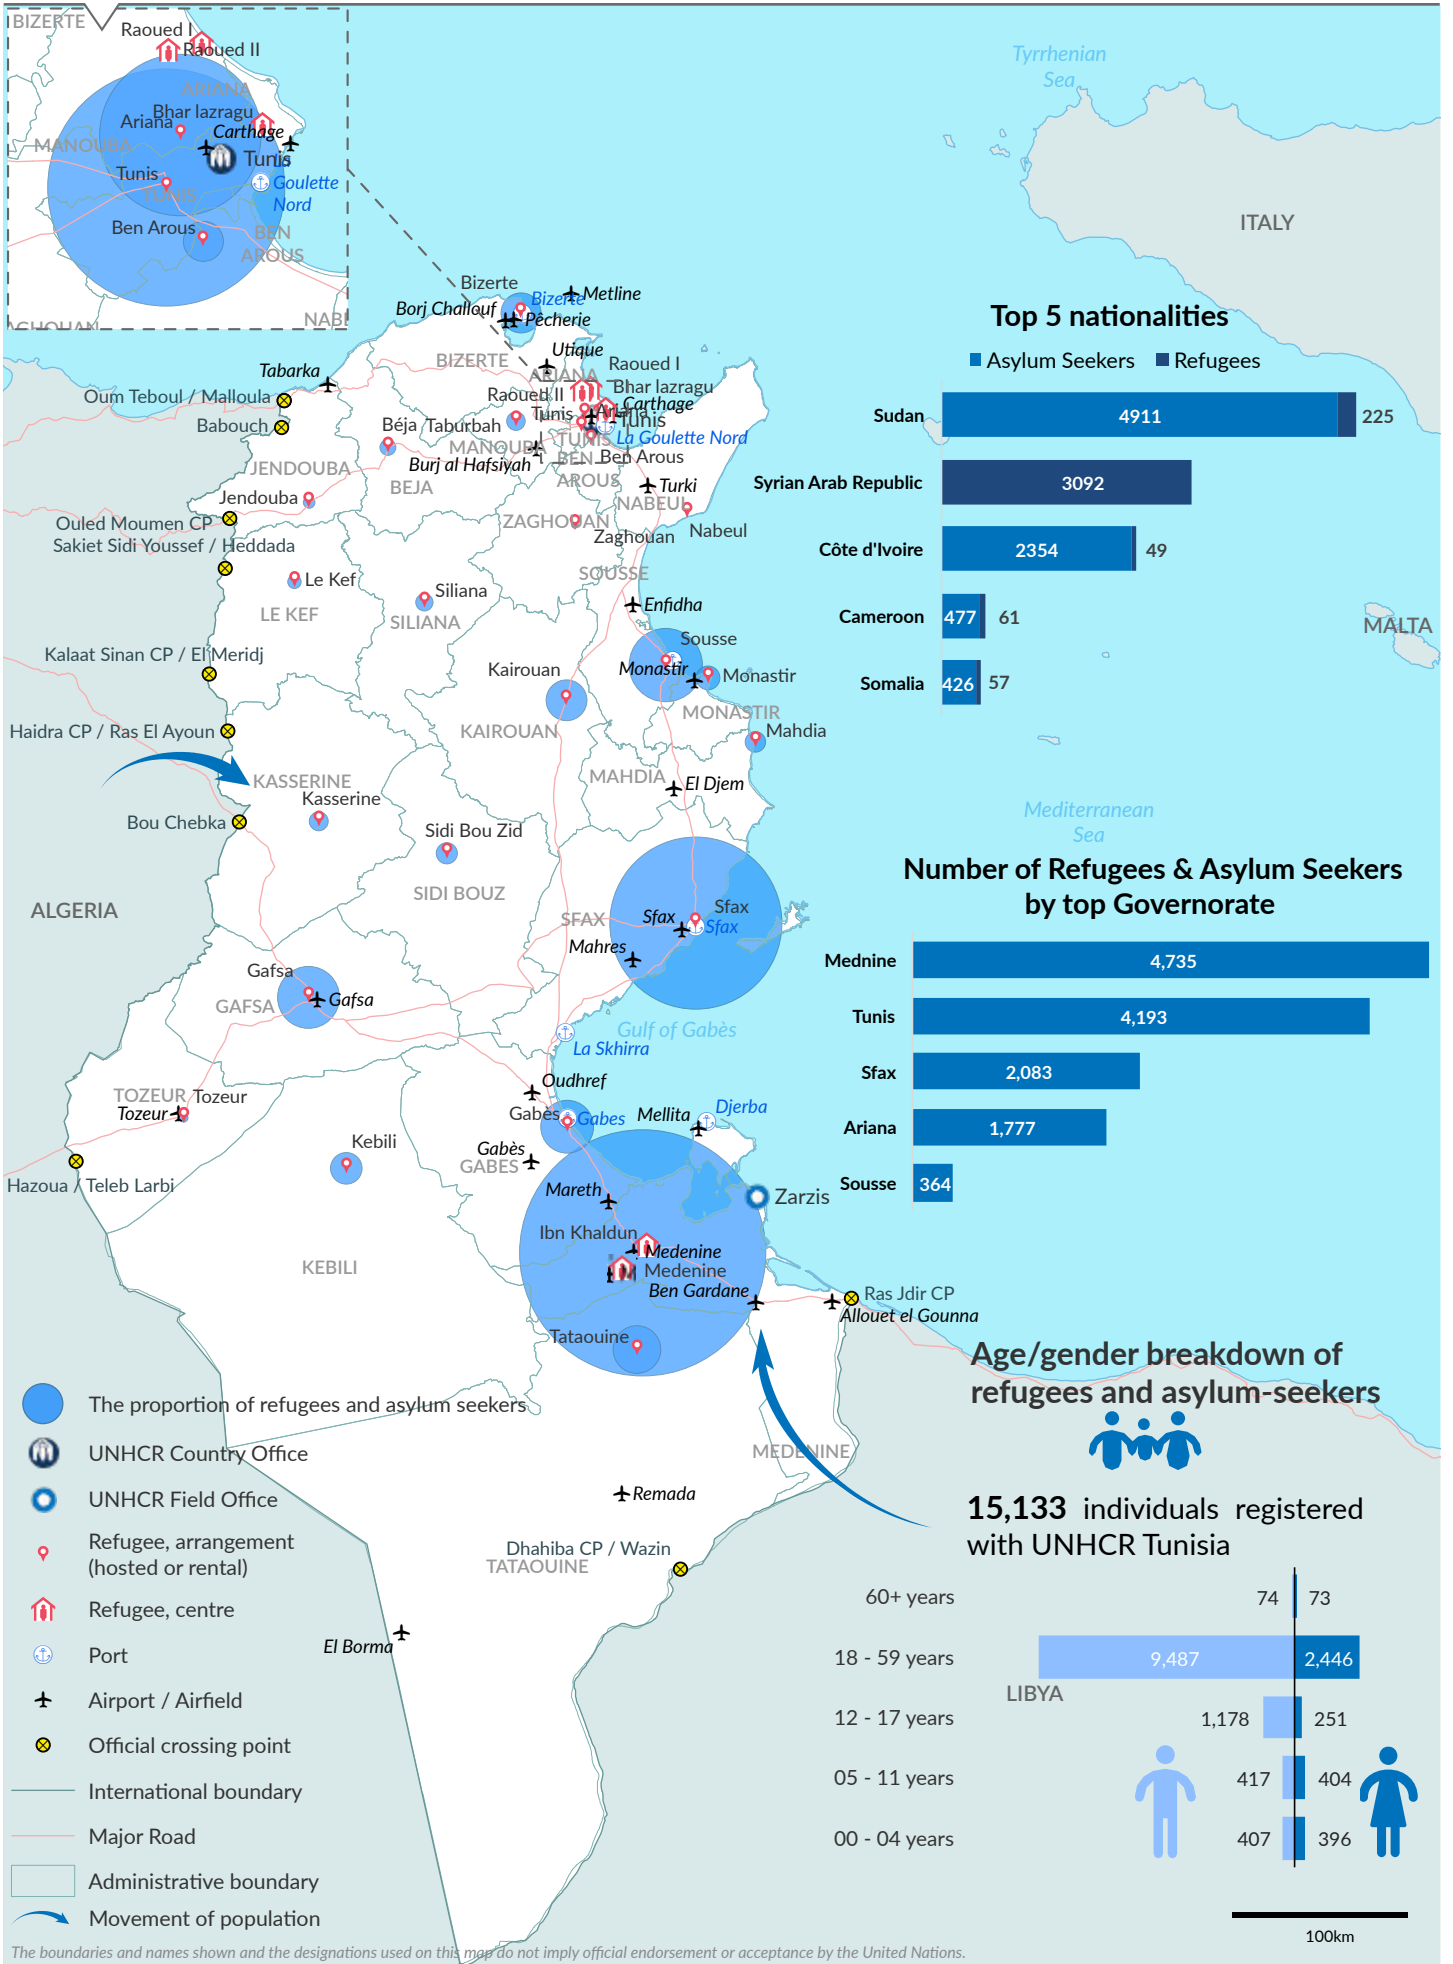 BIZERTE
Raoued I
Raoued II
ARIANA
Bhar lazragu
Ariana
Carthage
MANOUBA
Tunis
La
Goulette
Nord
Tunis
TUNIS
Ben Arous
BEN
AROUS
NABE
AGHOUAN
Tyrrhenian
Sea
ITALY
MALTA
Mediterranean
Sea
Bizerte
Bizerte
Metline
Borj Challouf
Pêcherie
Utique
BIZERTE
Tabarka
Oum Teboul / Malloula
Babouch
ARIANA
Raoued I
Raoued II
Bhar lazragu
Carthage
Tunis
Ariana
Tunis
La Goulette Nord
Béja
Taburbah
MANOUBA
TUNIS
Ben Arous
BEN
AROUS
Burj al Hafsiyah
JENDOUBA
BEJA
Jendouba
Turki
NABEUL
Nabeul
Ouled Moumen CP
ZAGHOUAN
Zaghouan
Sakiet Sidi Youssef / Heddada
SOUSSE
Le Kef
LE KEF
Siliana
SILIANA
Enfidha
Sousse
Kalaat Sinan CP / El Meridj
Kairouan
Monastir
Monastir
MONASTIR
Haidra CP / Ras El Ayoun
KAIROUAN
Mahdia
KASSERINE
Kasserine
MAHDIA
El Djem
Bou Chebka
Sidi Bou Zid
SIDI BOUZ
ALGERIA
SFAX
Sfax
Sfax
Sfax
Mahres
Gafsa
GAFSA
Gafsa
Gulf of Gabès
La Skhirra
TOZEUR
Tozeur
Tozeur
Oudhref
Gabès
Gabes
Mellita
Djerba
Kebili
Gabès
GABES
Hazoua / Teleb Larbi
Mareth
Zarzis
Ibn Khaldun
Medenine
Medenine
Ben Gardane
KEBILI
Ras Jdir CP
Allouet el Gounna
Tataouine
MEDENINE
Remada
Dhahiba CP / Wazin
TATAOUINE
El Borma
LIBYA
Top 5 nationalities
Asylum Seekers Refugees
Sudan 4911 225
Syrian Arab Republic 3092
Côte d'Ivoire 2354 49
Cameroon 477 61
Somalia 426 57
Number of Refugees & Asylum Seekers
by top Governorate
Mednine 4,735
Tunis 4,193
Sfax 2,083
Ariana 1,777
Sousse 364
Age/gender breakdown of
refugees and asylum-seekers
15,133 individuals registered
with UNHCR Tunisia
60+ years 74 73
18 - 59 years 9,487 2,446
12 - 17 years 1,178 251
05 - 11 years 417 404
00 - 04 years 407 396
100km
The proportion of refugees and asylum seekers
UNHCR Country Office
UNHCR Field Office
Refugee, arrangement
(hosted or rental)
Refugee, centre
Port
Airport / Airfield
Official crossing point
International boundary
Major Road
Administrative boundary
Movement of population
The boundaries and names shown and the designations used on this map do not imply official endorsement or acceptance by the United Nations.